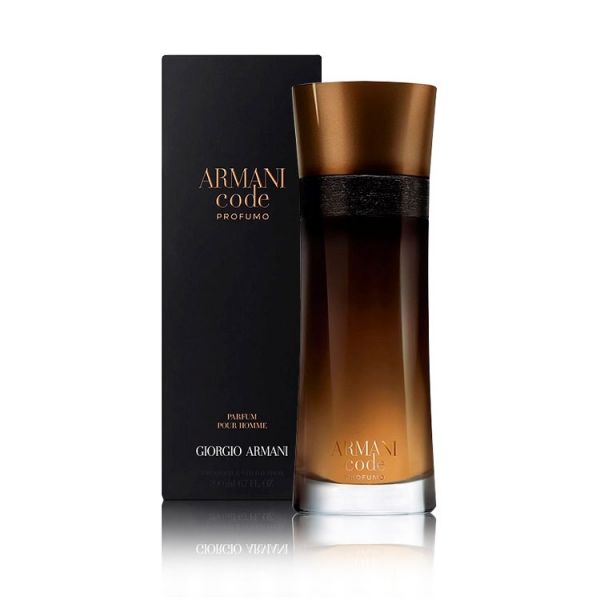 ARMANI
code
PROFUMO
PARFUM
POUR HOMME
GIORGIO ARMANI
ARMANI
code
PROFUMO